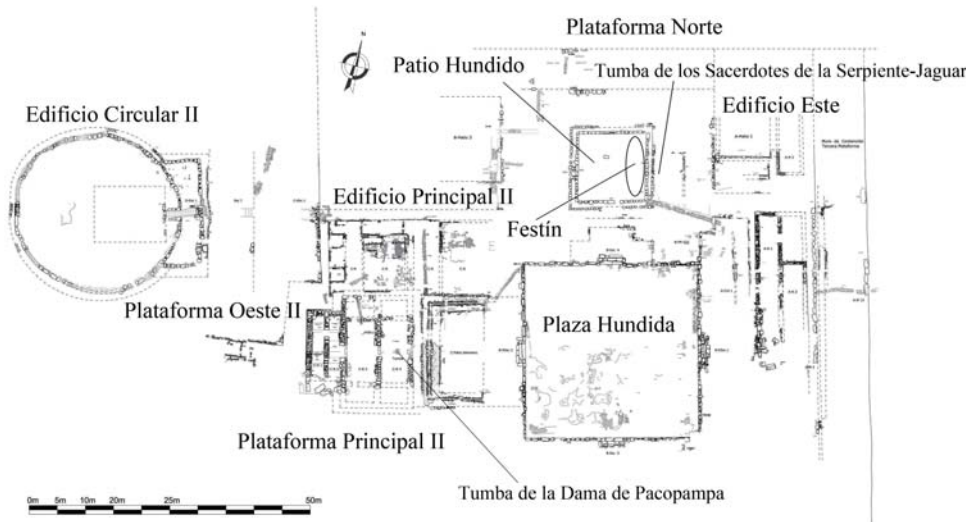 Plataforma Norte
N
Patio Hundido
Tumba de los Sacerdotes de la Serpiente-Jaguar
Edificio Este
Edificio Circular II
Edificio Principal II
Festín
Plataforma Oeste II
Plaza Hundida
Plataforma Principal II
Tumba de la Dama de Pacopampa
0m 5m 10m 20m 25m 50m